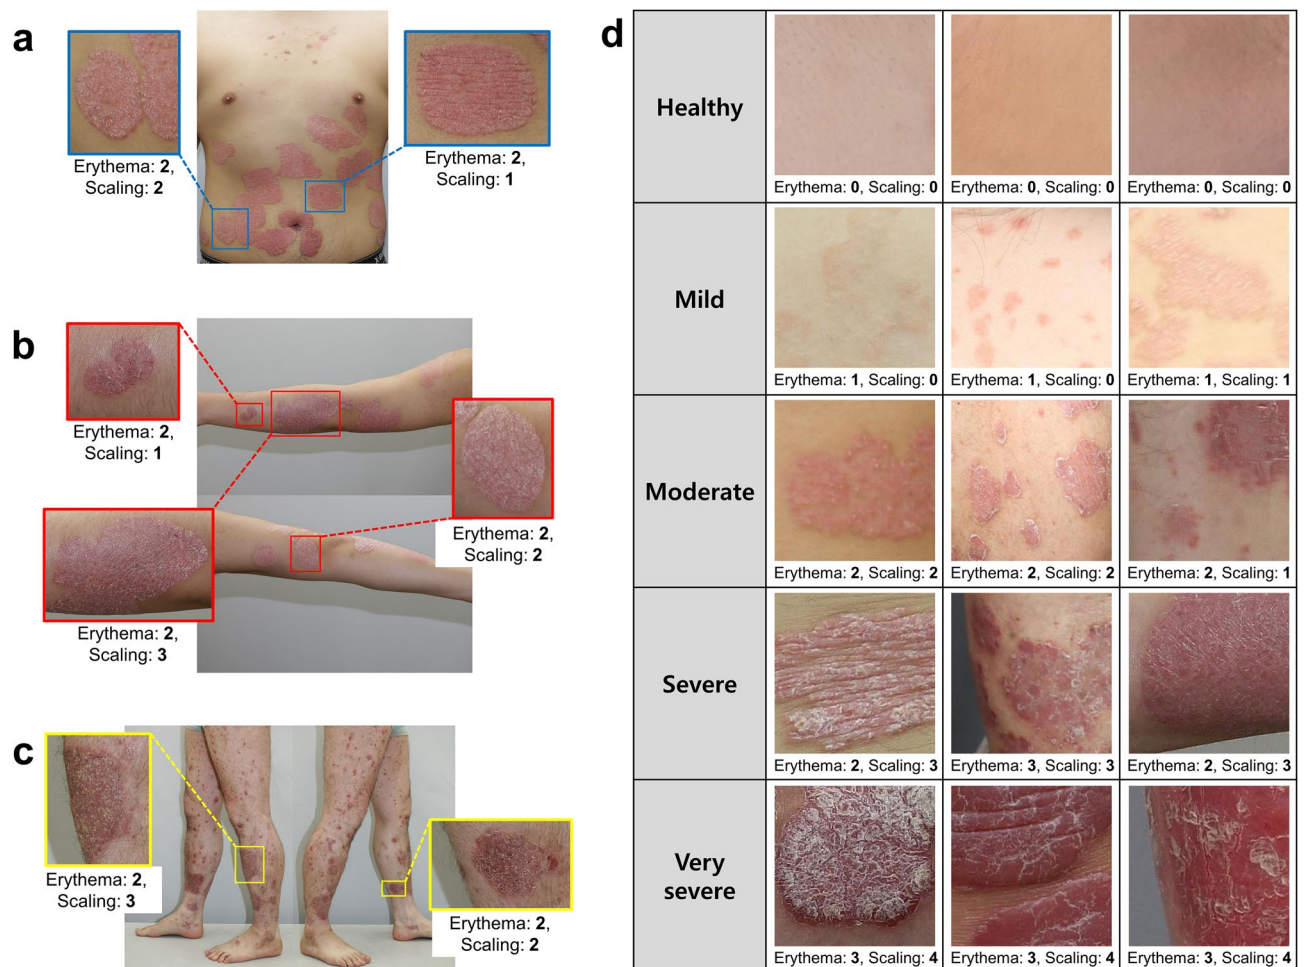 a
Erythema: 2,
Scaling: 2
Erythema: 2,
Scaling: 1
b
Erythema: 2,
Scaling: 1
Erythema: 2,
Scaling: 2
Erythema: 2,
Scaling: 3
c
Erythema: 2,
Scaling: 3
Erythema: 2,
Scaling: 2
d
Healthy
Erythema: 0, Scaling: 0
Erythema: 0, Scaling: 0
Erythema: 0, Scaling: 0
Mild
Erythema: 1, Scaling: 0
Erythema: 1, Scaling: 0
Erythema: 1, Scaling: 1
Moderate
Erythema: 2, Scaling: 2
Erythema: 2, Scaling: 2
Erythema: 2, Scaling: 1
Severe
Erythema: 2, Scaling: 3
Erythema: 3, Scaling: 3
Erythema: 2, Scaling: 3
Very
severe
Erythema: 3, Scaling: 4
Erythema: 3, Scaling: 4
Erythema: 3, Scaling: 4